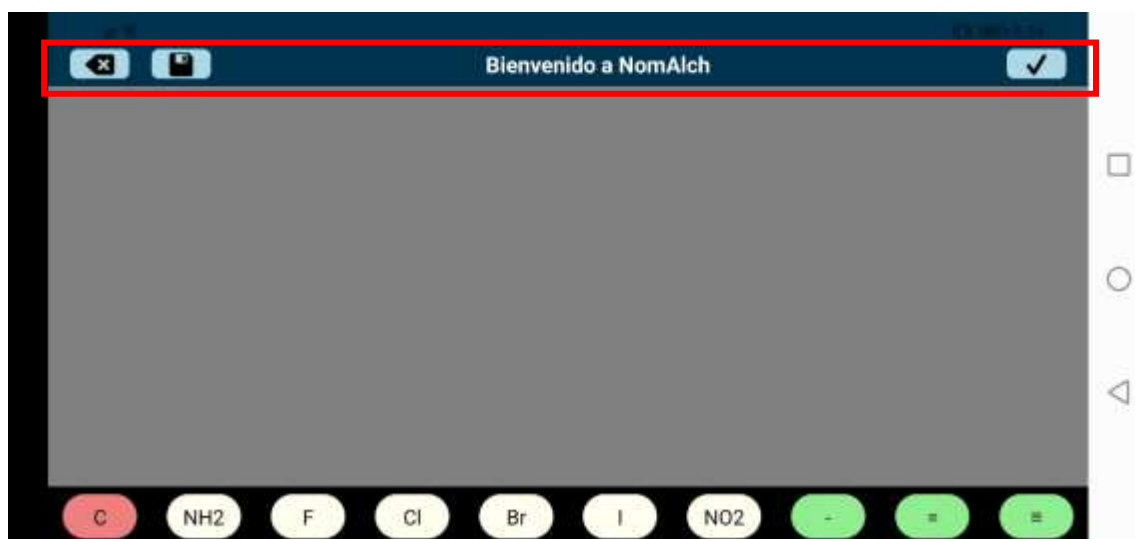 Bienvenido a NomAlch
C NH2 F Cl Br I NO2 - = ≡